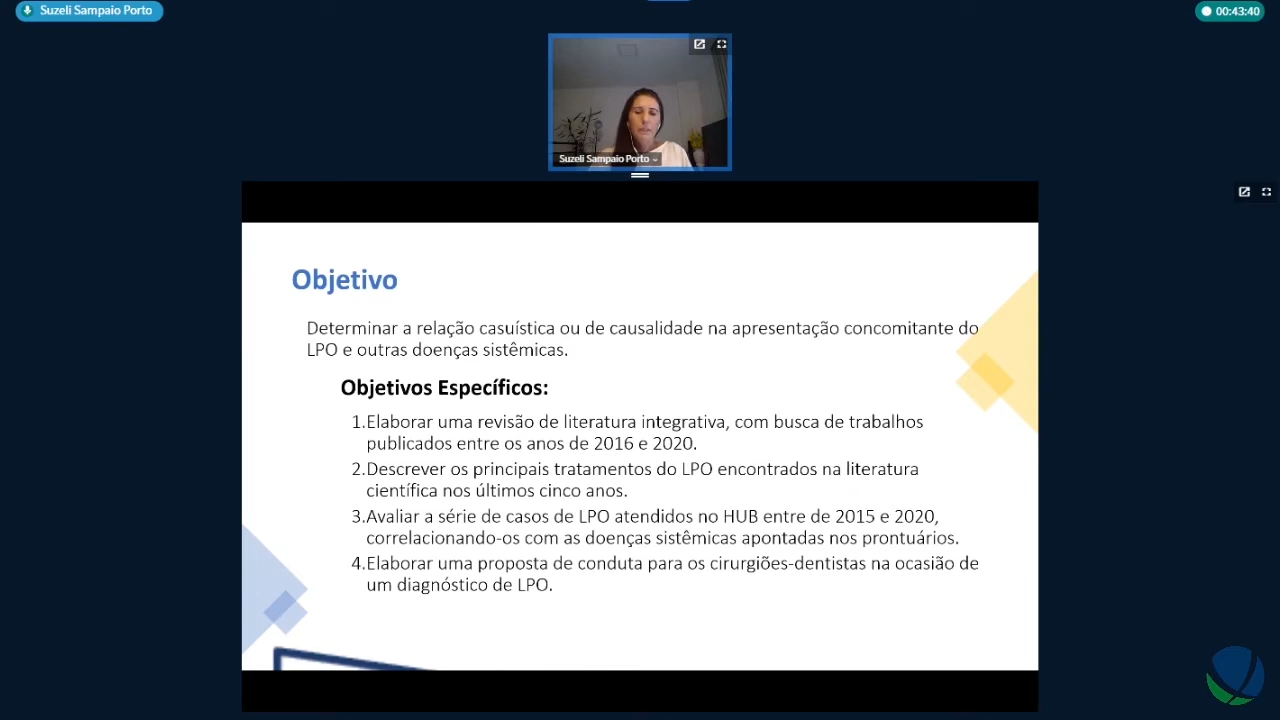 Suzeli Sampaio Porto
00:43:40
Suzeli Sampaio Porto
Objetivo
Determinar a relação casuística ou de causalidade na apresentação concomitante do
LPO e outras doenças sistêmicas.
Objetivos Específicos:
1.Elaborar uma revisão de literatura integrativa, com busca de trabalhos
publicados entre os anos de 2016 e 2020.
2.Descrever os principais tratamentos do LPO encontrados na literatura
científica nos últimos cinco anos.
3.Avaliar a série de casos de LPO atendidos no HUB entre de 2015 e 2020,
correlacionando-os com as doenças sistêmicas apontadas nos prontuários.
4.Elaborar uma proposta de conduta para os cirurgiões-dentistas na ocasião de
um diagnóstico de LPO.